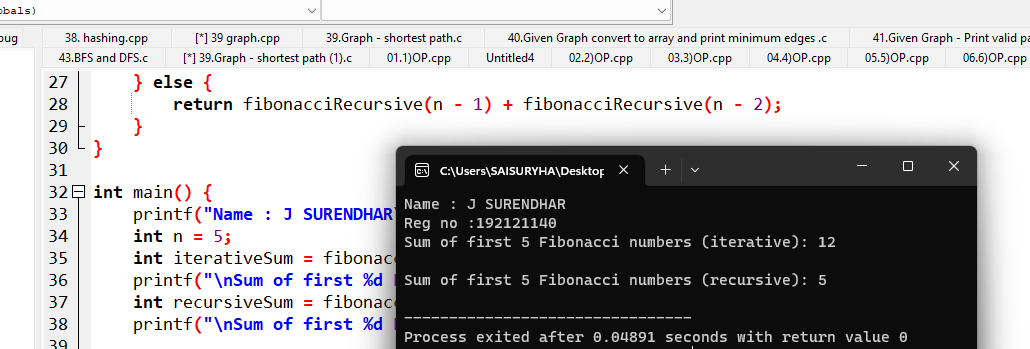 obals)
oug 38. hashing.cpp [*] 39 graph.cpp 39.Graph - shortest path.c 40.Given Graph convert to array and print minimum edges .c 41.Given Graph - Print valid pa
43.BFS and DFS.c [*] 39.Graph - shortest path (1).c 01.1)OP.cpp Untitled4 02.2)OP.cpp 03.3)OP.cpp 04.4)OP.cpp 05.5)OP.cpp 06.6)OP.cpp
27 } else {
28 return fibonacciRecursive(n - 1) + fibonacciRecursive(n - 2);
29 }
30 }
31
32 int main() {
33 printf("Name : J SURENDHAR\
34 int n = 5;
35 int iterativeSum = fibonacc
36 printf("\nSum of first %d
37 int recursiveSum = fibonacc
38 printf("\nSum of first %d
39
C:\Users\SAISURYHA\Desktop
Name : J SURENDHAR
Reg no :192121140
Sum of first 5 Fibonacci numbers (iterative): 12
Sum of first 5 Fibonacci numbers (recursive): 5
--------------------------------
Process exited after 0.04891 seconds with return value 0